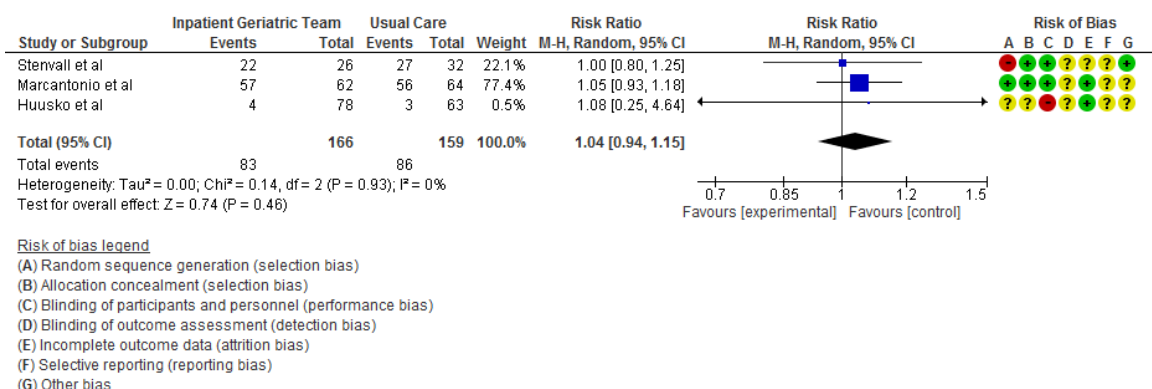 Inpatient Geriatric Team Usual Care Risk Ratio Risk Ratio Risk of Bias
Study or Subgroup Events Total Events Total Weight M-H, Random, 95% CI M-H, Random, 95% CI A B C D E F G
Stenvall et al 22 26 27 32 22.1% 1.00 [0.80, 1.25] - + + ? ? ? +
Marcantonio et al 57 62 56 64 77.4% 1.05 [0.93, 1.18] + + + ? + ? ?
Huusko et al 4 78 3 63 0.5% 1.08 [0.25, 4.64] ? ? - ? + ? ?
Total (95% CI) 166 159 100.0% 1.04 [0.94, 1.15]
Total events 83 86
Heterogeneity: Tau² = 0.00; Chi² = 0.14, df = 2 (P = 0.93); I² = 0%
Test for overall effect: Z = 0.74 (P = 0.46)
0.7 0.85 1 1.2 1.5
Favours [experimental] Favours [control]
Risk of bias legend
(A) Random sequence generation (selection bias)
(B) Allocation concealment (selection bias)
(C) Blinding of participants and personnel (performance bias)
(D) Blinding of outcome assessment (detection bias)
(E) Incomplete outcome data (attrition bias)
(F) Selective reporting (reporting bias)
(G) Other bias